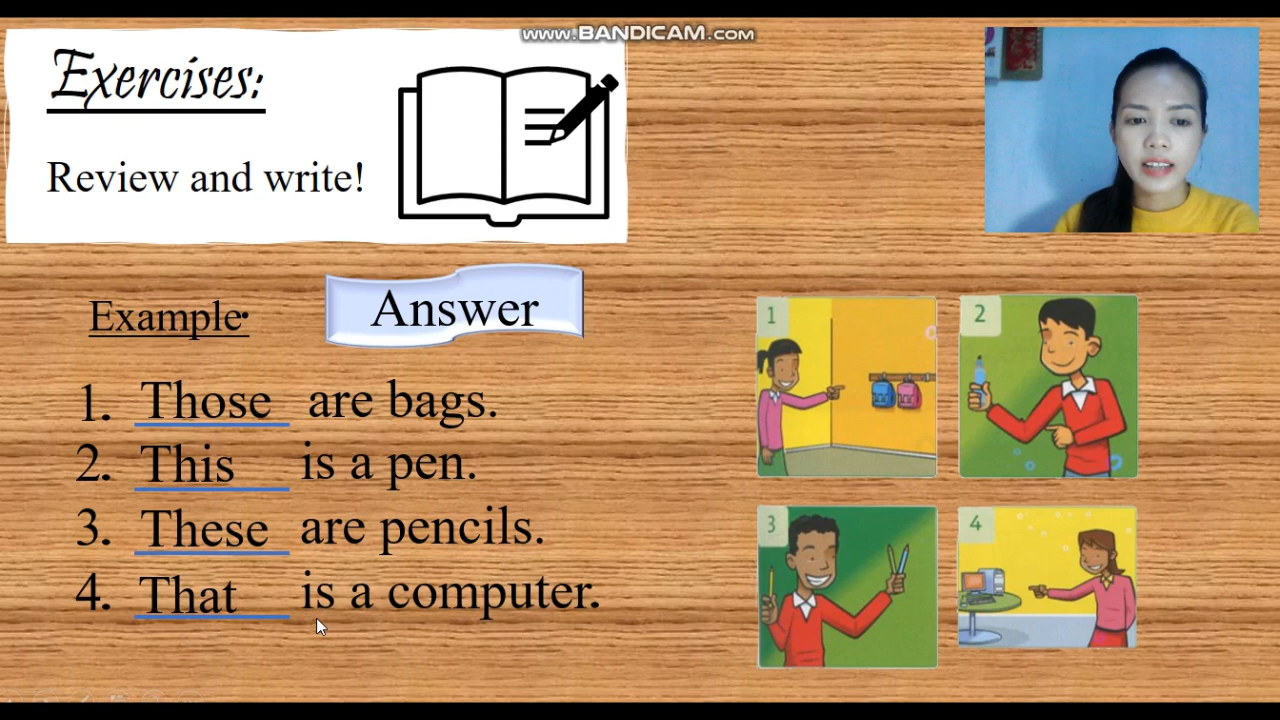 www.BANDICAM.com
Exercises:
Review and write!
Example:
Answer
1. Those are bags.
2. This is a pen.
3. These are pencils.
4. That is a computer.
1
2
3
4